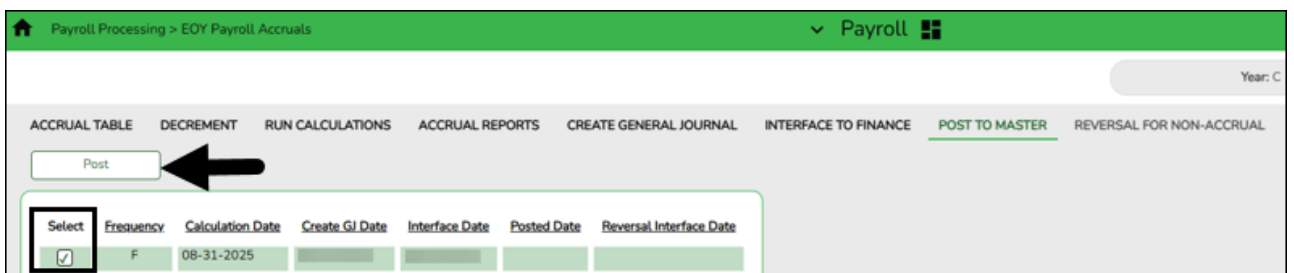 Payroll Processing > EOY Payroll Accruals
Payroll
Year: C
ACCRUAL TABLE DECREMENT RUN CALCULATIONS ACCRUAL REPORTS CREATE GENERAL JOURNAL INTERFACE TO FINANCE POST TO MASTER REVERSAL FOR NON-ACCRUAL
Post
Select Frequency Calculation Date Create GJ Date Interface Date Posted Date Reversal Interface Date
F 08-31-2025